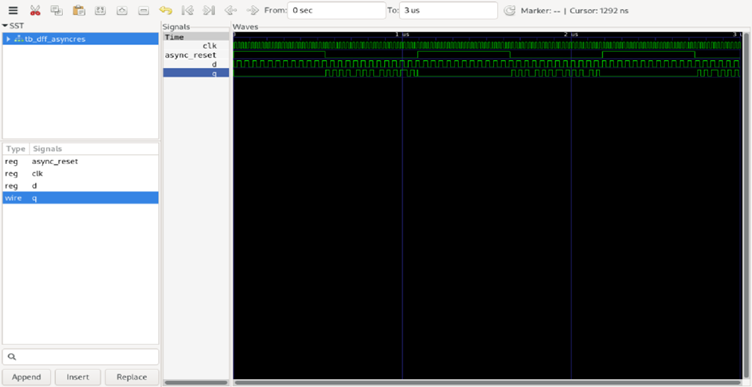 From: 0 sec To: 3 us Marker: -- | Cursor: 1292 ns
SST
tb_dff_asyncres
Type Signals
reg async_reset
reg clk
reg d
wire q
Append Insert Replace
Signals
Time
clk
async_reset
d
q
Waves
1 us 2 us 3 us